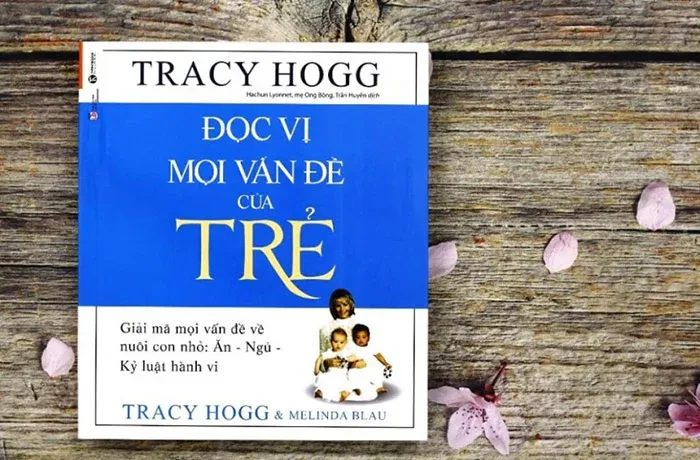 TRACY HOGG
Hachun Lyonnet, mẹ Ong Bông, Trần Huyền dịch
ĐỌC VỊ
MỌI VẤN ĐỀ
CỦA
TRẺ
Giải mã mọi vấn đề về
nuôi con nhỏ: Ăn - Ngủ -
Kỷ luật hành vi
TRACY HOGG & MELINDA BLAU